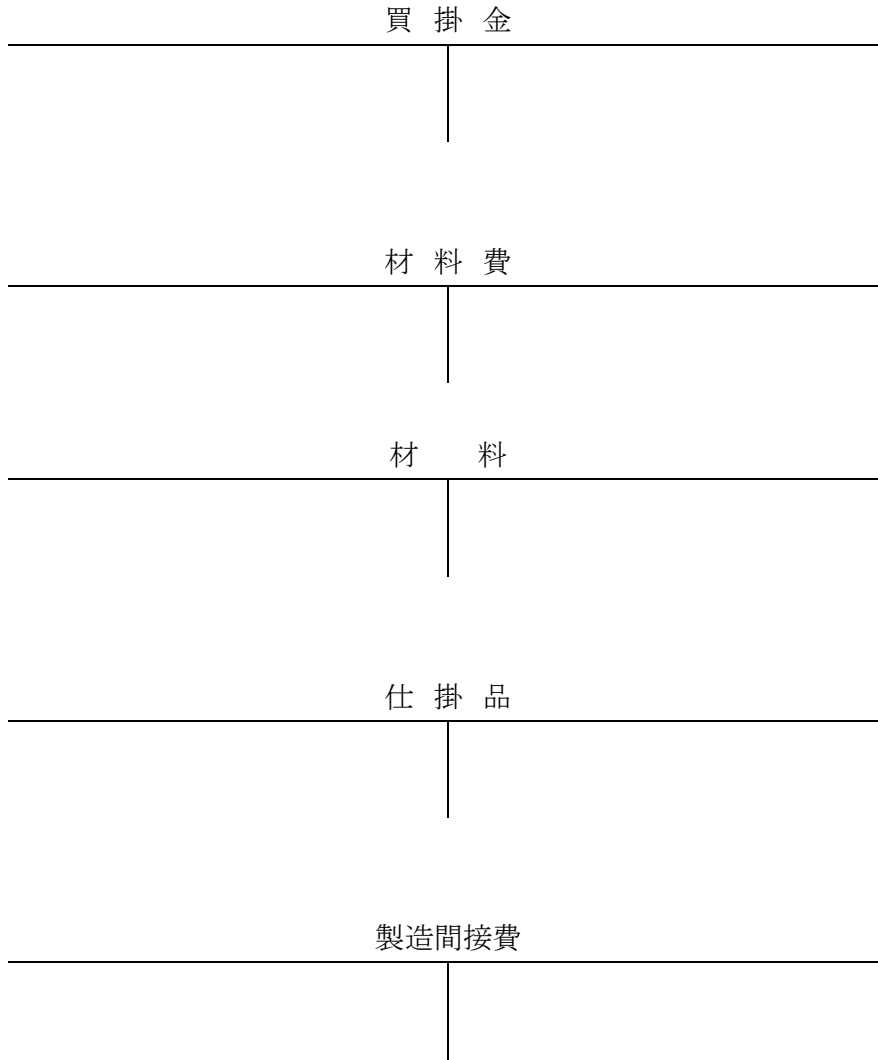 買 掛 金
材 料 費
材　料
仕 掛 品
製造間接費